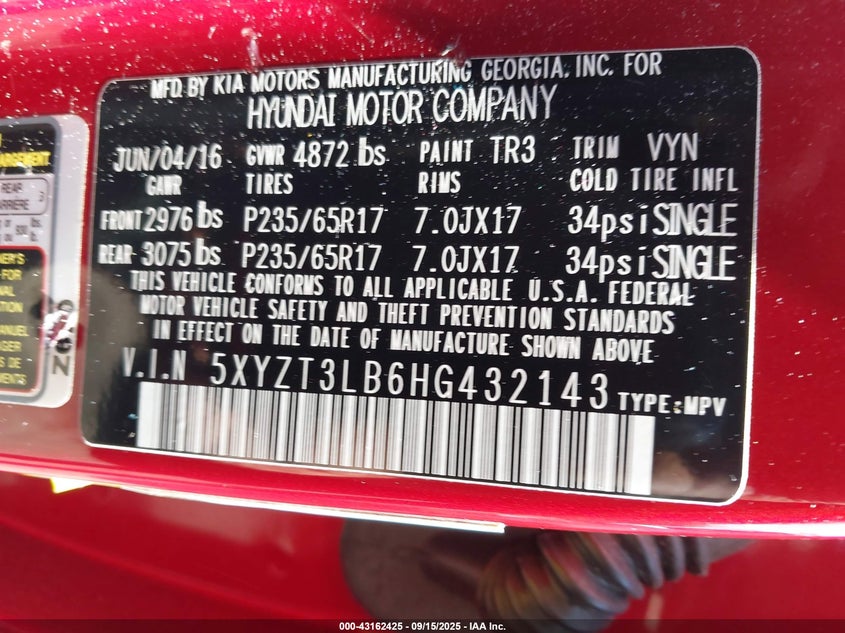 MFD. BY KIA MOTORS MANUFACTURING GEORGIA. INC. FOR
HYUNDAI MOTOR COMPANY
JUN/04/16 GVWR 4872 lbs PAINT TR3 TRIM VYN
GAWR TIRES RIMS COLD TIRE INFL
FRONT 2976 lbs P235/65R17 7.0JX17 34psi SINGLE
REAR 3075 lbs P235/65R17 7.0JX17 34psi SINGLE
THIS VEHICLE CONFORMS TO ALL APPLICABLE U.S.A. FEDERAL
MOTOR VEHICLE SAFETY AND THEFT PREVENTION STANDARDS
IN EFFECT ON THE DATE OF MANUFACTURE SHOWN ABOVE
V.I.N 5XYZT3LB6HG432143 TYPE: MPV
REAR
ARRIÈRE
3
MANUEL
000-43162425 - 09/15/2025 - IAA Inc.